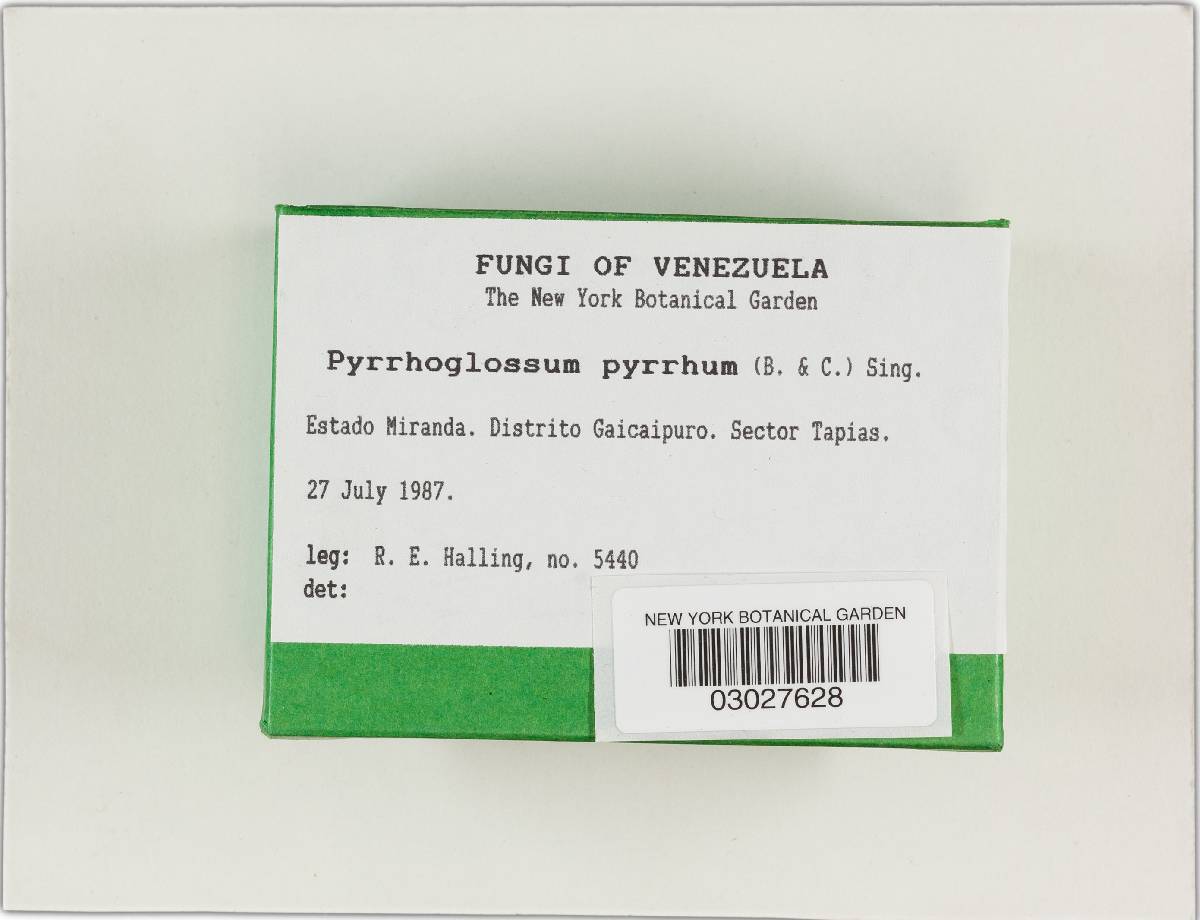 FUNGI OF VENEZUELA
The New York Botanical Garden
Pyrrhoglossum pyrrhum (B. & C.) Sing.
Estado Miranda. Distrito Gaicaipuro. Sector Tapias.
27 July 1987.
leg: R. E. Halling, no. 5440
det:
NEW YORK BOTANICAL GARDEN
03027628